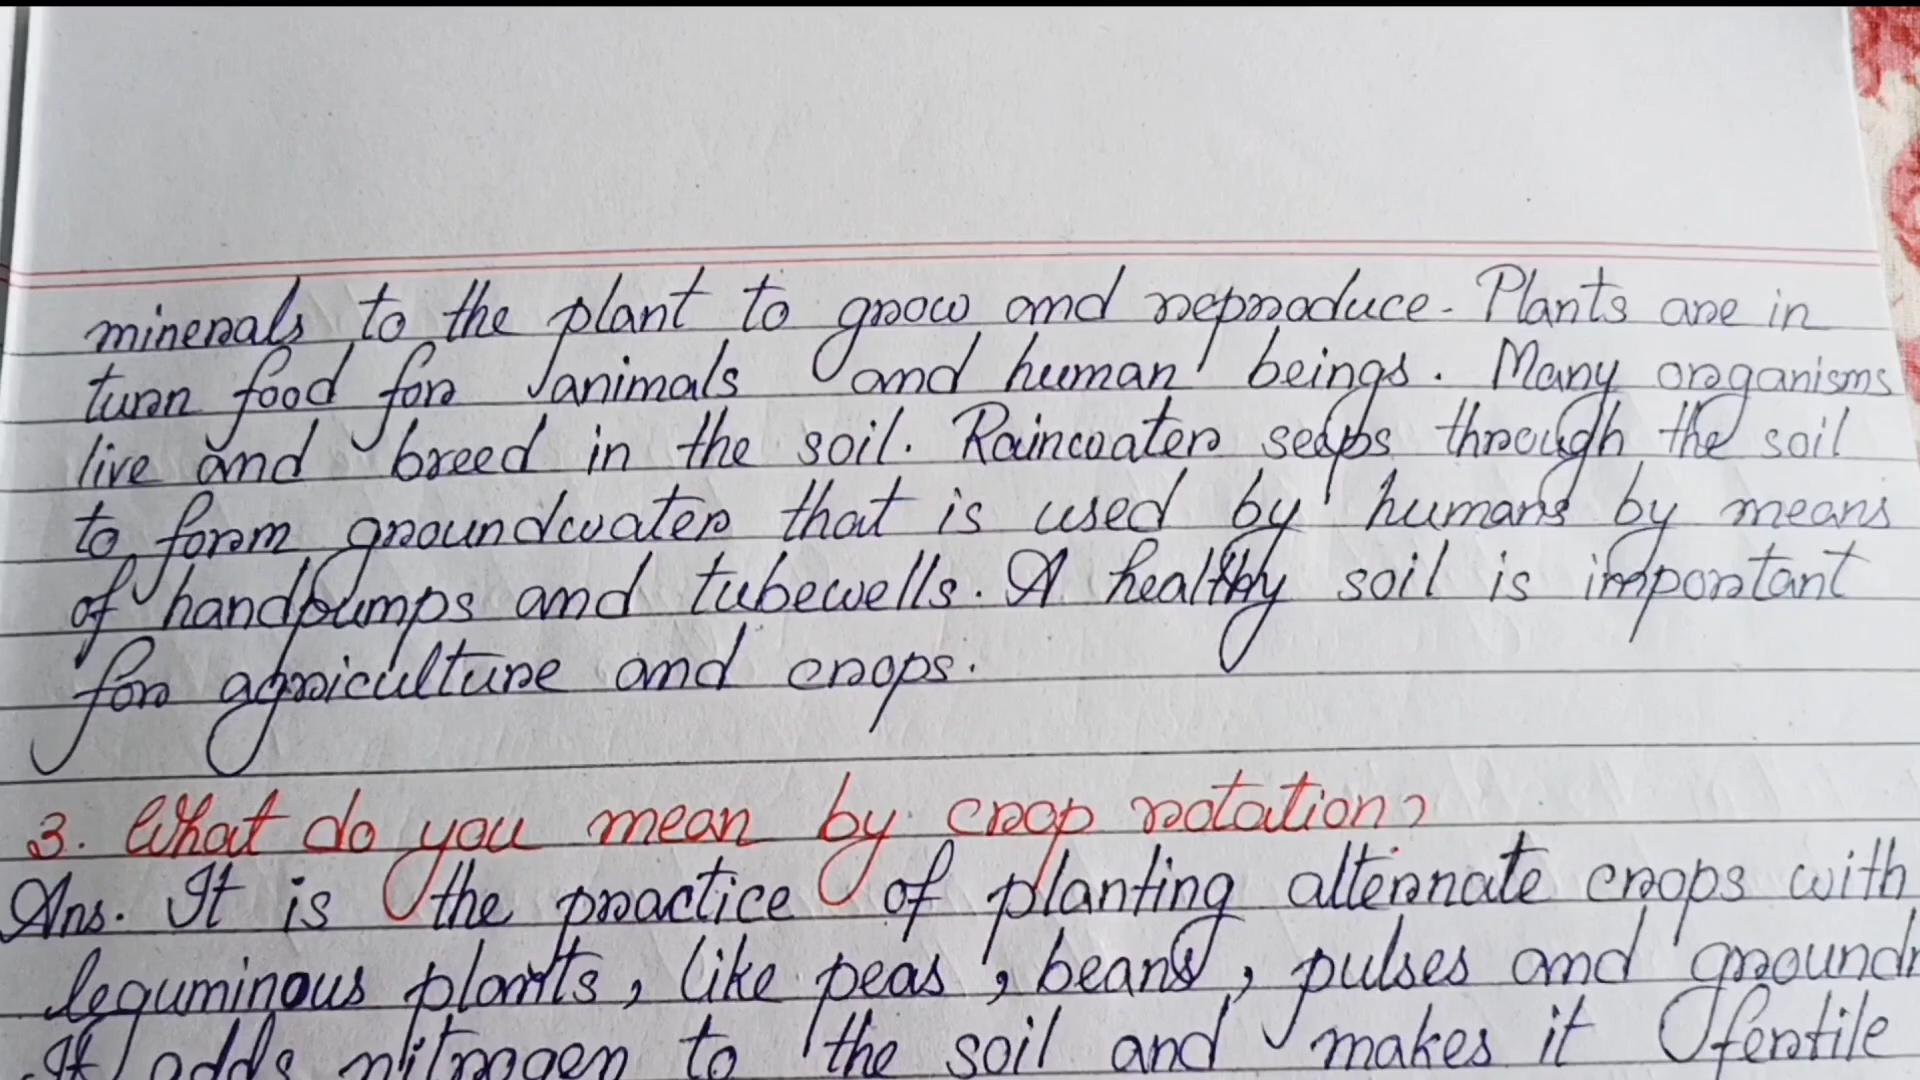 minerals to the plant to grow and reproduce. Plants are in
turn food for animals and human beings. Many organisms
live and breed in the soil. Rainwater seeps through the soil
to form groundwater that is used by humans by means
of handpumps and tubewells. A healthy soil is important
for agriculture and crops.
3. What do you mean by crop rotation?
Ans. It is the practice of planting alternate crops with
leguminous plants, like peas, beans, pulses and
It adds nitrogen to the soil and makes it fertile